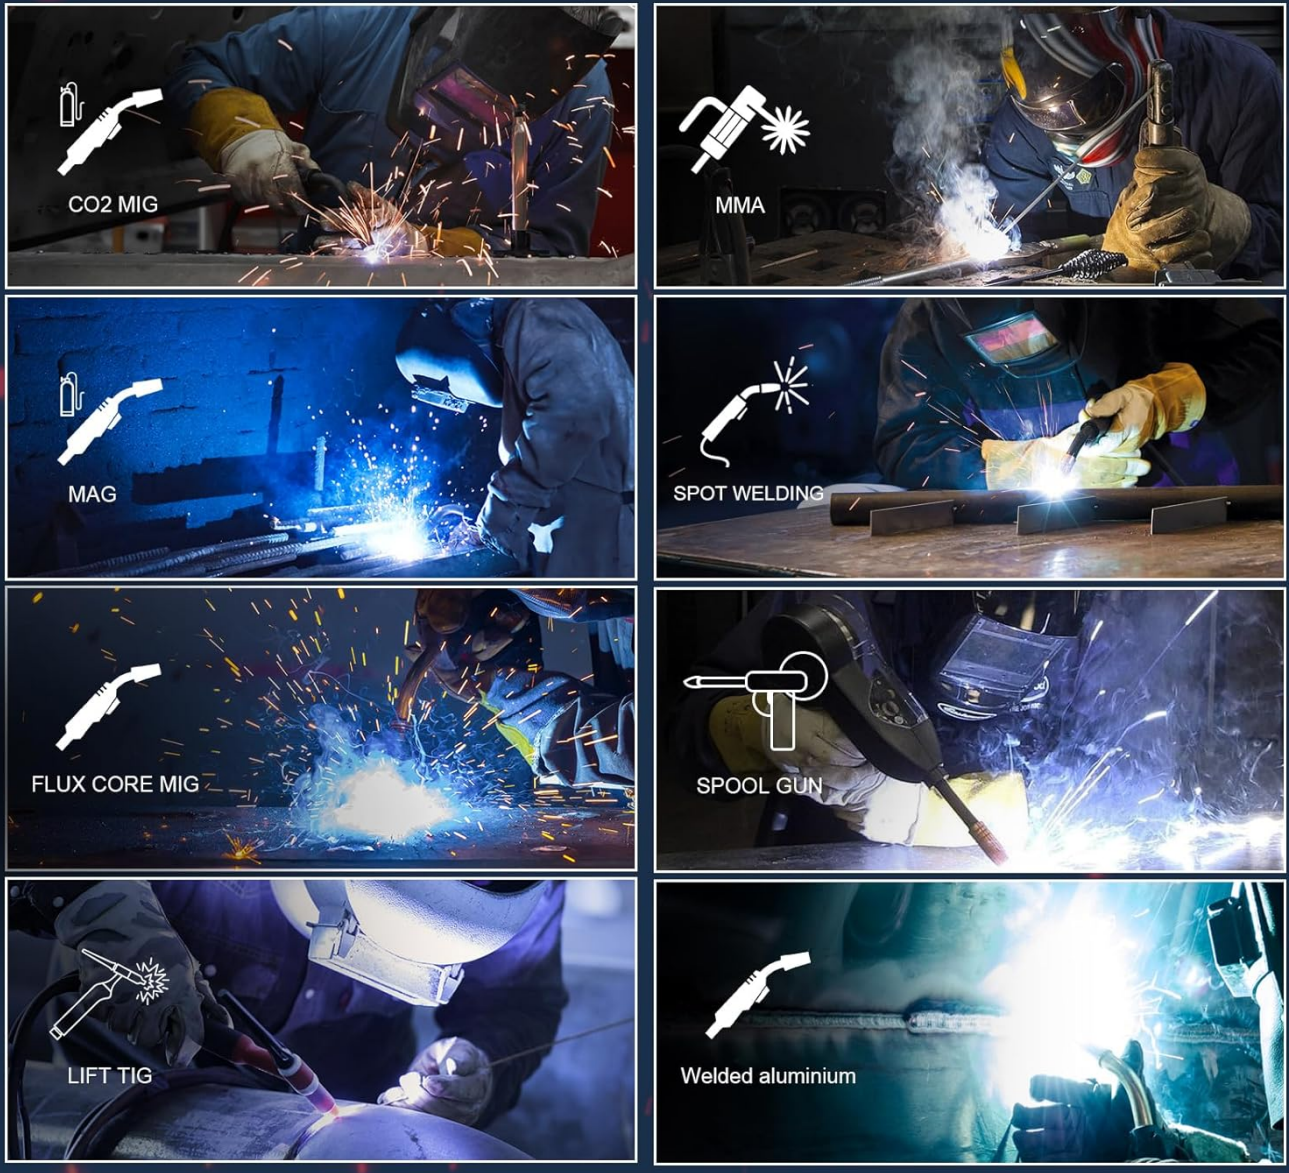 CO2 MIG
MMA
MAG
SPOT WELDING
FLUX CORE MIG
SPOOL GUN
LIFT TIG
Welded aluminium